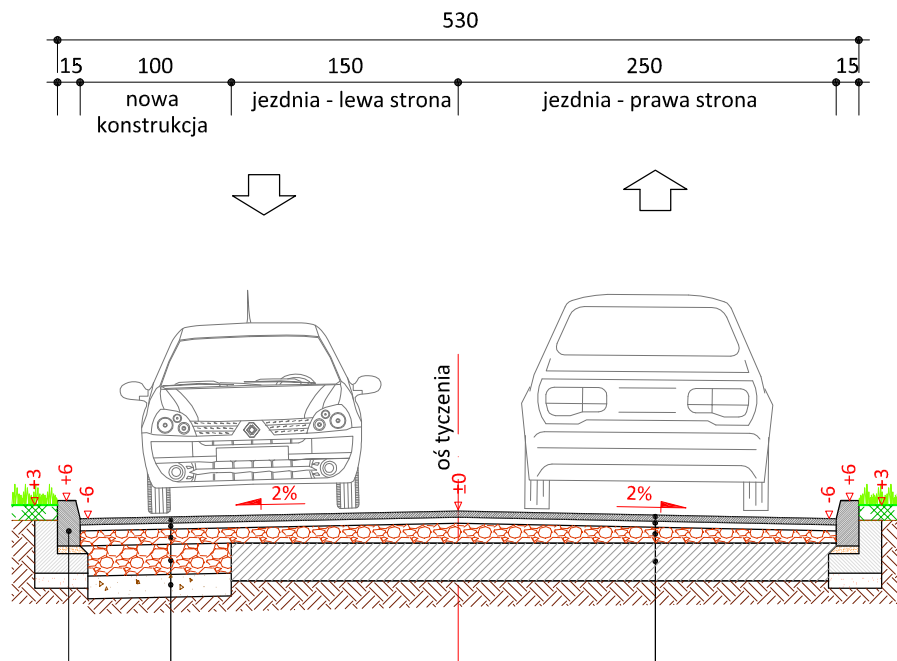 530
15 100 150 250 15
nowa
konstrukcja
jezdnia - lewa strona
jezdnia - prawa strona
oś tyczenia
+3
+6
-6
2%
±0
2%
-6
+6
+3